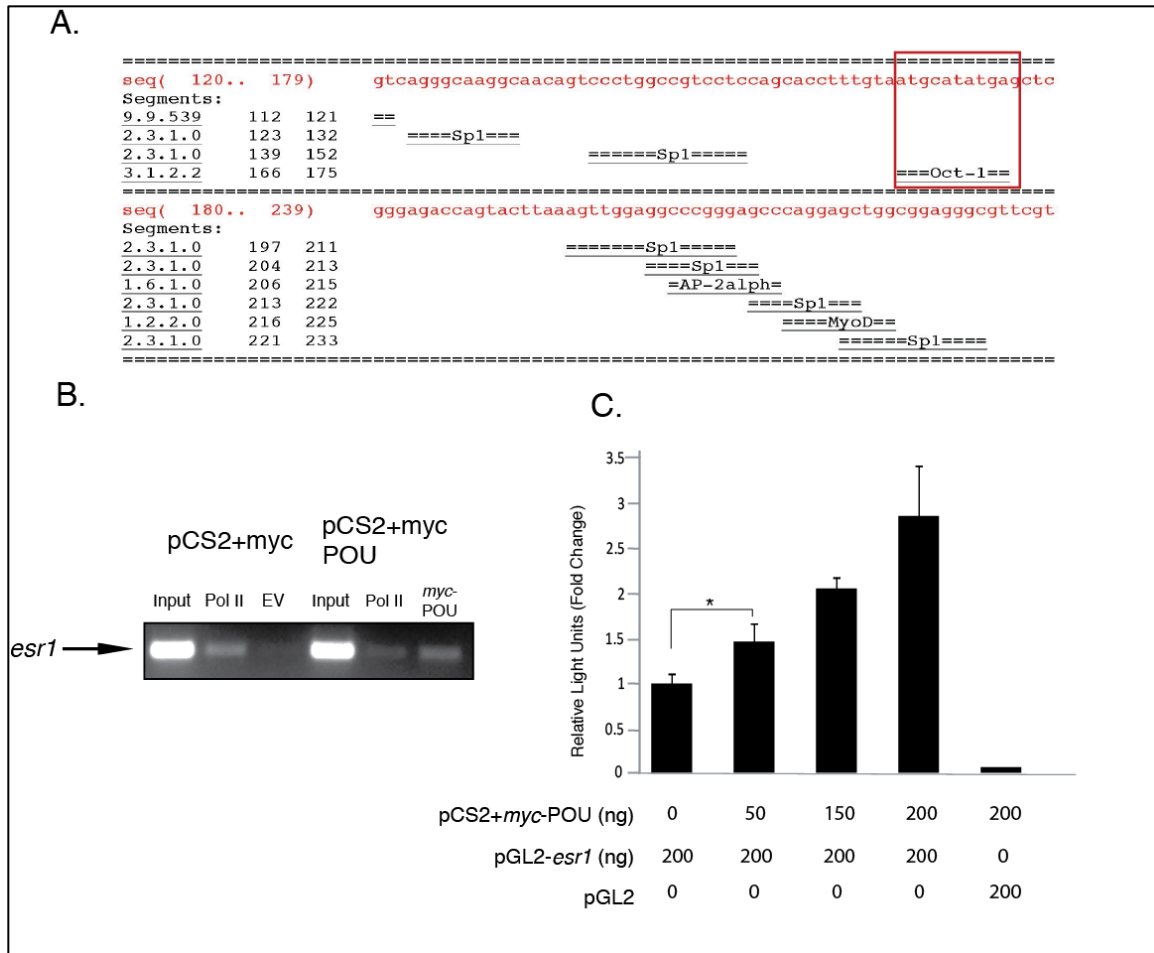 A.
============================================================
seq( 120.. 179) gtcagggcaaggcaacagtccctggccgtcctccagcacctttgtaatgcatatgagctc
Segments:
9.9.539 112 121 ==
2.3.1.0 123 132 ====Sp1===
2.3.1.0 139 152 ======Sp1=====
3.1.2.2 166 175 ===Oct-1==
============================================================
seq( 180.. 239) gggagaccagtacttaaagttggaggcccgggagcccaggagctggcggagggcgttcgt
Segments:
2.3.1.0 197 211 =======Sp1=====
2.3.1.0 204 213 ====Sp1===
1.6.1.0 206 215 =AP-2alph=
2.3.1.0 213 222 ====Sp1===
1.2.2.0 216 225 ====MyoD==
2.3.1.0 221 233 ======Sp1====
============================================================
B.
pCS2+myc pCS2+myc
POU
Input Pol II EV Input Pol II myc-
POU
esr1
C.
Relative Light Units (Fold Change)
3.5
3
2.5
2
1.5
1
0.5
0
*
pCS2+myc-POU (ng) 0 50 150 200 200
pGL2-esr1 (ng) 200 200 200 200 0
pGL2 0 0 0 0 200